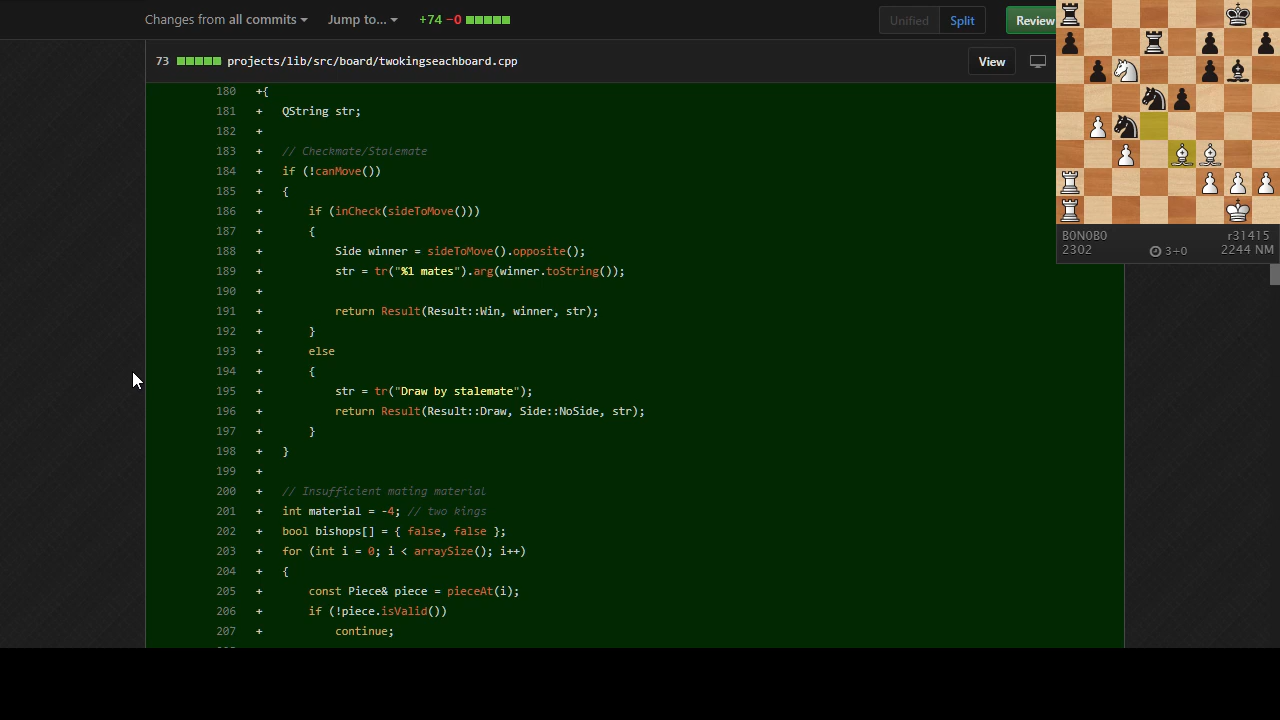 Changes from all commits Jump to... +74 −0 Unified Split Review
73 projects/lib/src/board/twokingseachboard.cpp View
180 +{
181 + QString str;
182 +
183 + // Checkmate/Stalemate
184 + if (!canMove())
185 + {
186 + if (inCheck(sideToMove()))
187 + {
188 + Side winner = sideToMove().opposite();
189 + str = tr("%1 mates").arg(winner.toString());
190 +
191 + return Result(Result::Win, winner, str);
192 + }
193 + else
194 + {
195 + str = tr("Draw by stalemate");
196 + return Result(Result::Draw, Side::NoSide, str);
197 + }
198 + }
199 +
200 + // Insufficient mating material
201 + int material = -4; // two kings
202 + bool bishops[] = { false, false };
203 + for (int i = 0; i < arraySize(); i++)
204 + {
205 + const Piece& piece = pieceAt(i);
206 + if (!piece.isValid())
207 + continue;
B0N0B0 r31415
2302 3+0 2244 NM